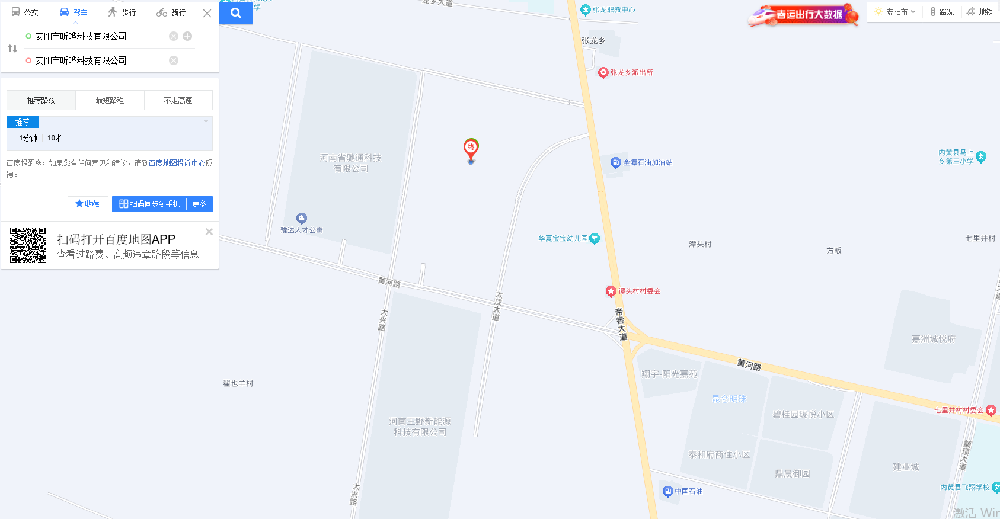 公交 驾车 步行 骑行
安阳市昕晔科技有限公司
安阳市昕晔科技有限公司
推荐路线 最短路程 不走高速
推荐
1分钟 10米
百度提醒您：如果您有任何意见和建议，请到百度地图投诉中心反
馈。
收藏 扫码同步到手机 更多
扫码打开百度地图APP
查看过路费、高频违章路段等信息
春运出行大数据
安阳市 路况 地铁
龙乡大道
张龙职教中心
张龙乡
张龙乡派出所
终
河南省驰通科技
有限公司
金潭石油加油站
内黄县马上
乡第三小学
豫达人才公寓
华夏宝宝幼儿园
潭头村
方畈
七里井村
黄河路
谭头村村委会
太戊大道
大兴路
帝喾大道
嘉洲城悦府
黄河路
翔宇-阳光嘉苑
翟也羊村
昆仑明珠
碧桂园珑悦小区
七里井村村委会
河南王野新能源
科技有限公司
泰和府商住小区
颛顼大道
建业城
鼎晨御园
大兴路
中国石油
内黄县飞翔学校
激活 Win